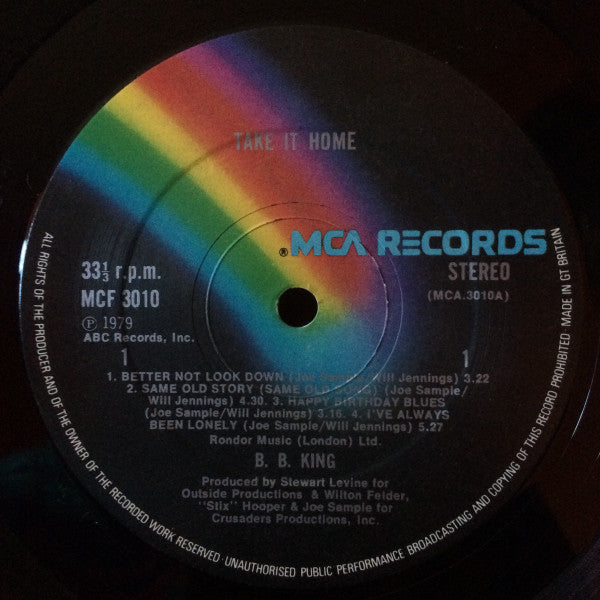 TAKE IT HOME
®MCA RECORDS
33⅓ r.p.m.
STEREO
MCF 3010
(MCA.3010A)
℗ 1979
ABC Records, Inc.
1
1
1. BETTER NOT LOOK DOWN (Joe Sample/Will Jennings) 3.22
2. SAME OLD STORY (SAME OLD SONG) (Joe Sample/
Will Jennings) 4.30. 3. HAPPY BIRTHDAY BLUES
(Joe Sample/Will Jennings) 3.16. 4. I'VE ALWAYS
BEEN LONELY (Joe Sample/Will Jennings) 5.27
Rondor Music (London) Ltd.
B. B. KING
Produced by Stewart Levine for
Outside Productions & Wilton Felder,
"Stix" Hooper & Joe Sample for
Crusaders Productions, Inc.
ALL RIGHTS OF THE PRODUCER AND OF THE OWNER OF THE RECORDED WORK RESERVED · UNAUTHORISED PUBLIC PERFORMANCE BROADCASTING AND COPYING OF THIS RECORD PROHIBITED MADE IN GT BRITAIN